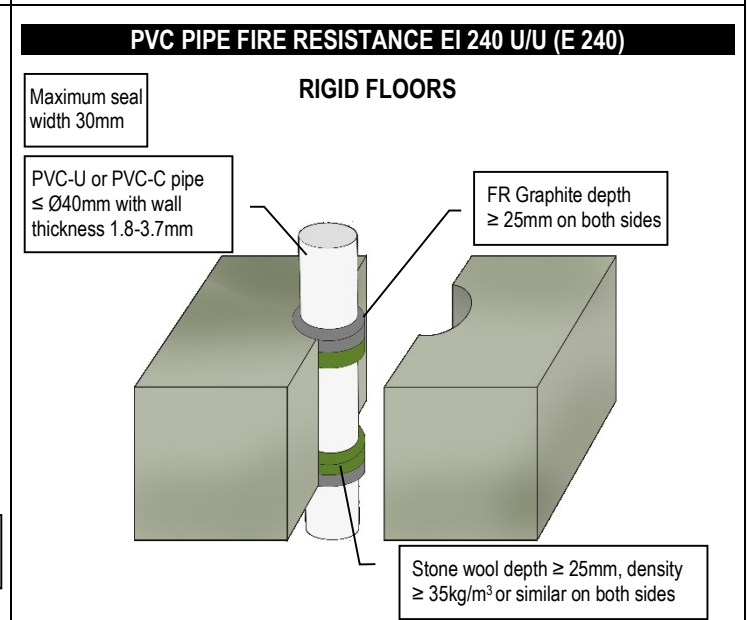 PVC PIPE FIRE RESISTANCE EI 240 U/U (E 240)
RIGID FLOORS
Maximum seal
width 30mm
PVC-U or PVC-C pipe
≤ Ø40mm with wall
thickness 1.8-3.7mm
FR Graphite depth
≥ 25mm on both sides
Stone wool depth ≥ 25mm, density
≥ 35kg/m³ or similar on both sides